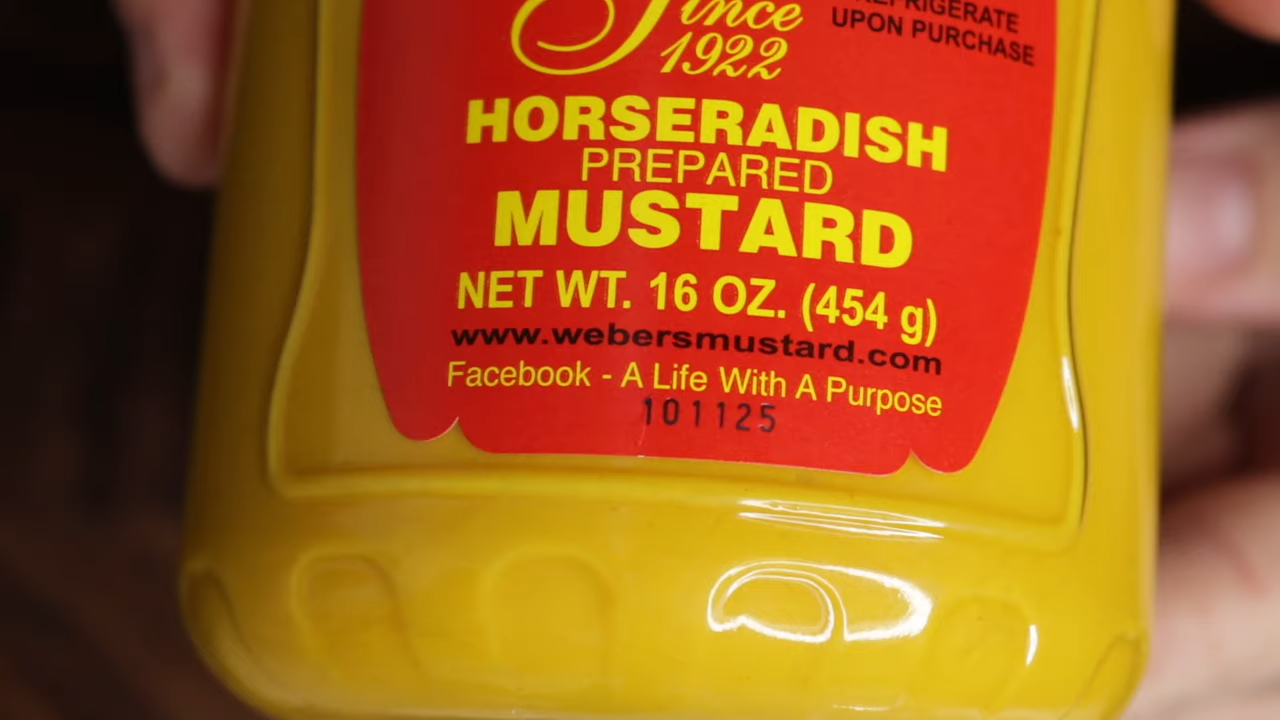 Since
REFRIGERATE
1922
UPON PURCHASE
HORSERADISH
PREPARED
MUSTARD
NET WT. 16 OZ. (454 g)
www.webersmustard.com
Facebook - A Life With A Purpose
101125